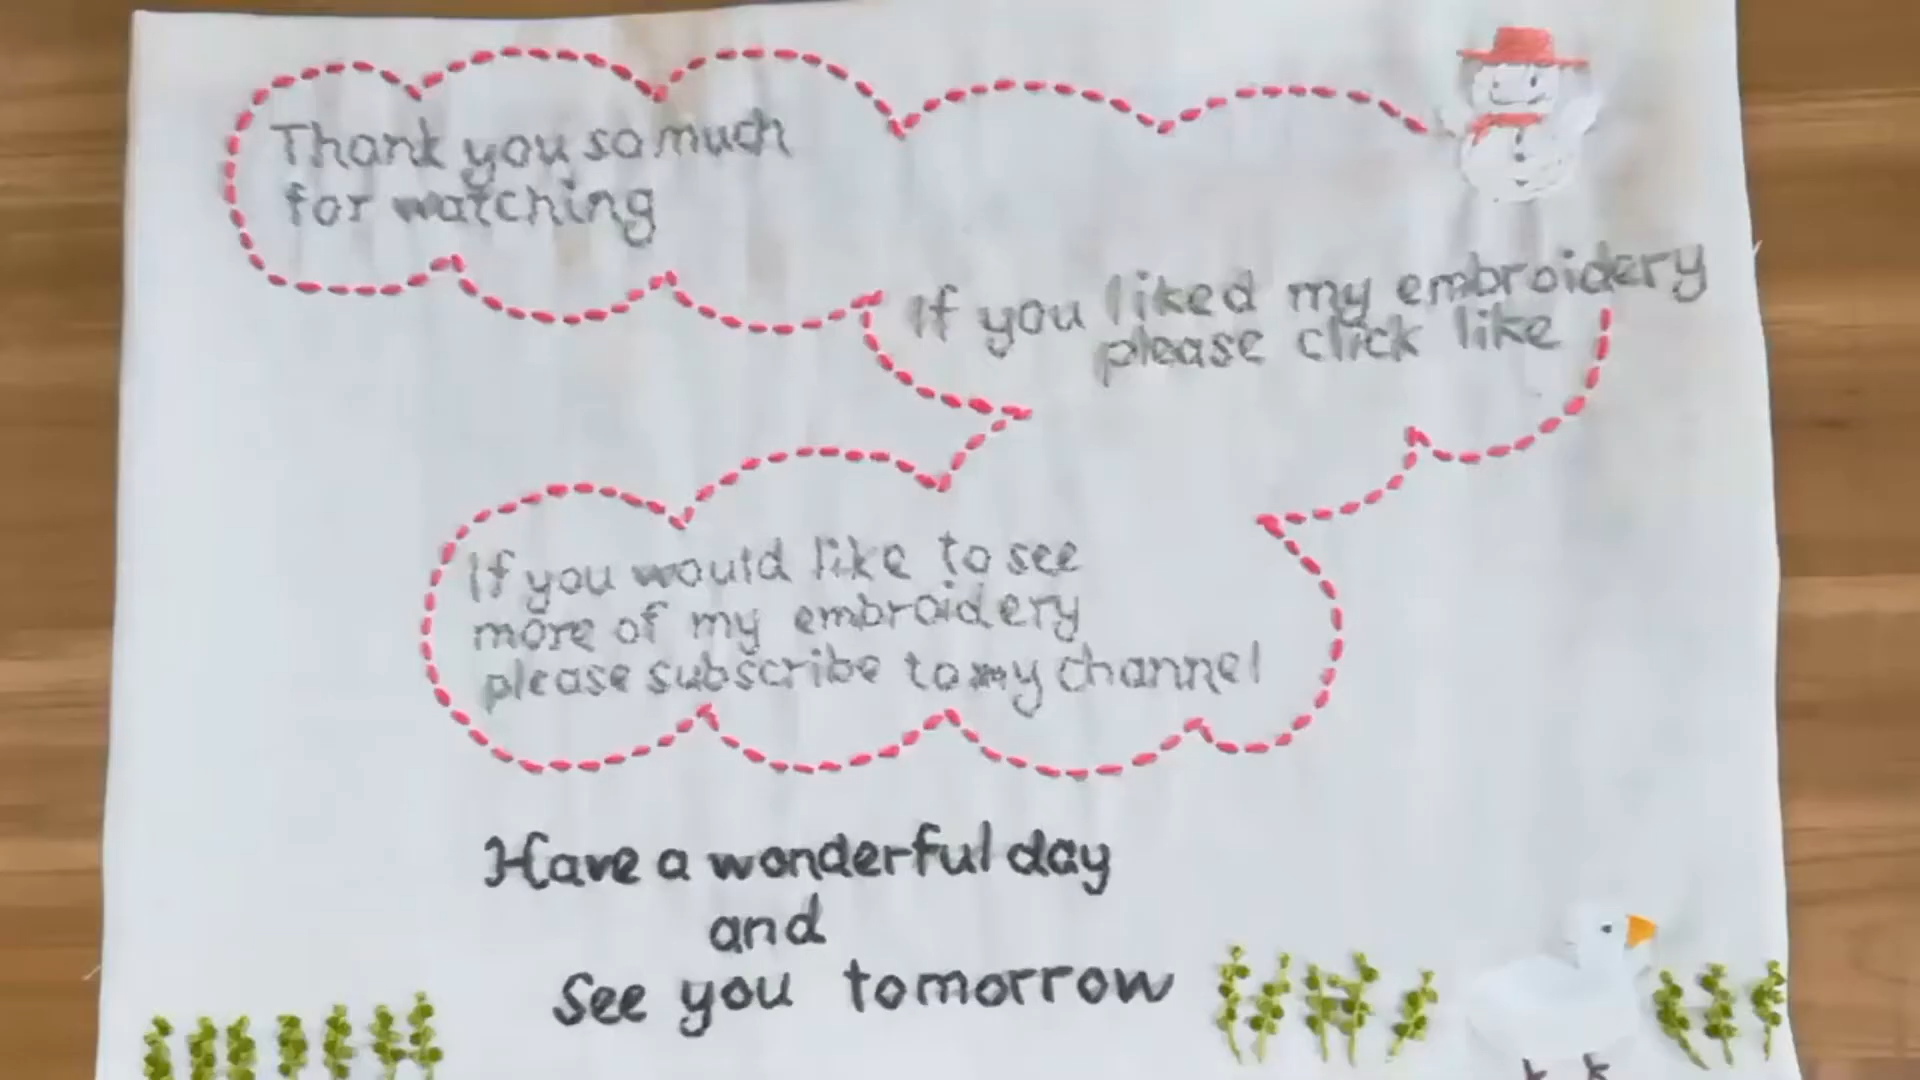 Thank you so much
for watching
If you liked my embroidery
please click like
If you would like to see
more of my embroidery
please subscribe to my channel
Have a wonderful day
and
See you tomorrow